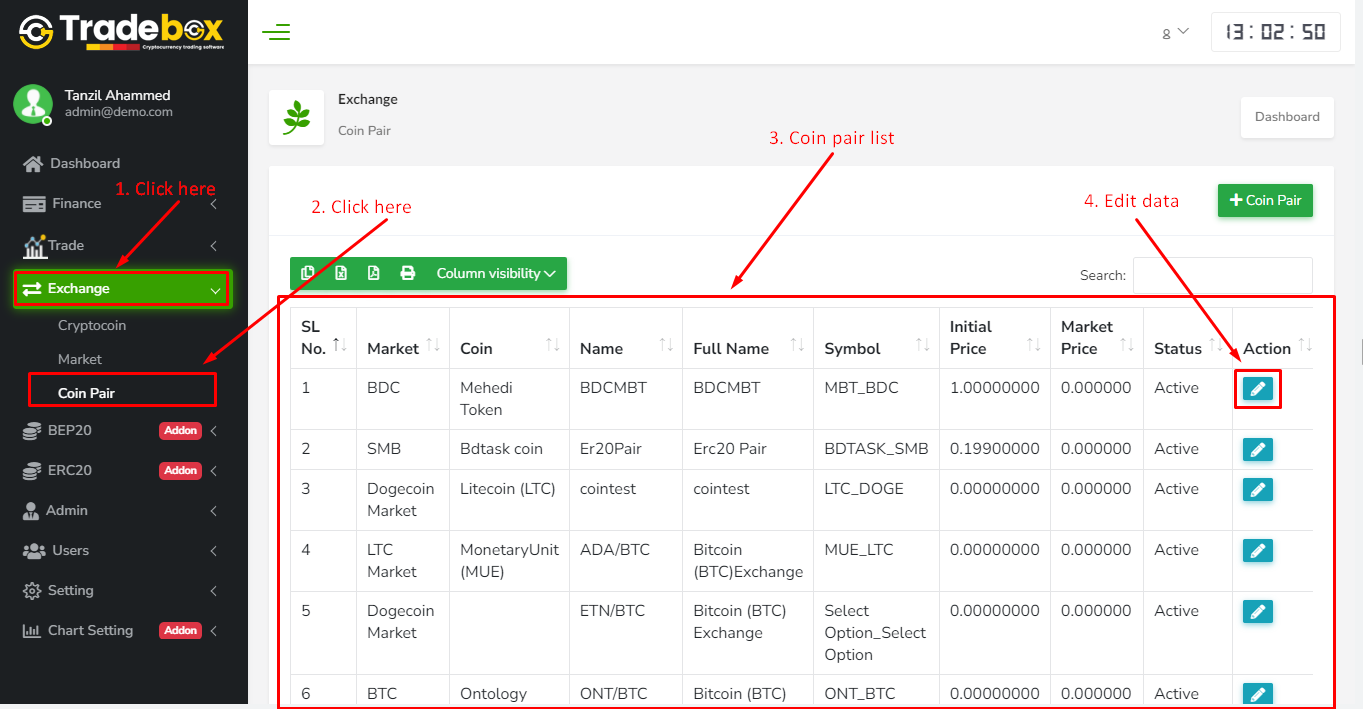 Tradebox
Cryptocurrency trading software
8
13:02:50
Tanzil Ahammed
admin@demo.com
Exchange
Coin Pair
Dashboard
3. Coin pair list
Dashboard
1. Click here
Finance
2. Click here
4. Edit data
+ Coin Pair
Trade
Column visibility
Search:
Exchange
Cryptocoin
Market
Coin Pair
BEP20 Addon
ERC20 Addon
Admin
Users
Setting
Chart Setting Addon
SL No. Market Coin Name Full Name Symbol Initial Price Market Price Status Action
1 BDC Mehedi Token BDCMBT BDCMBT MBT_BDC 1.00000000 0.000000 Active
2 SMB Bdtask coin Er20Pair Erc20 Pair BDTASK_SMB 0.19900000 0.000000 Active
3 Dogecoin Market Litecoin (LTC) cointest cointest LTC_DOGE 0.00000000 0.000000 Active
4 LTC Market MonetaryUnit (MUE) ADA/BTC Bitcoin (BTC)Exchange MUE_LTC 0.00000000 0.000000 Active
5 Dogecoin Market ETN/BTC Bitcoin (BTC) Exchange Select Option_Select Option 0.00000000 0.000000 Active
6 BTC Ontology ONT/BTC Bitcoin (BTC) ONT_BTC 0.00000000 0.000000 Active